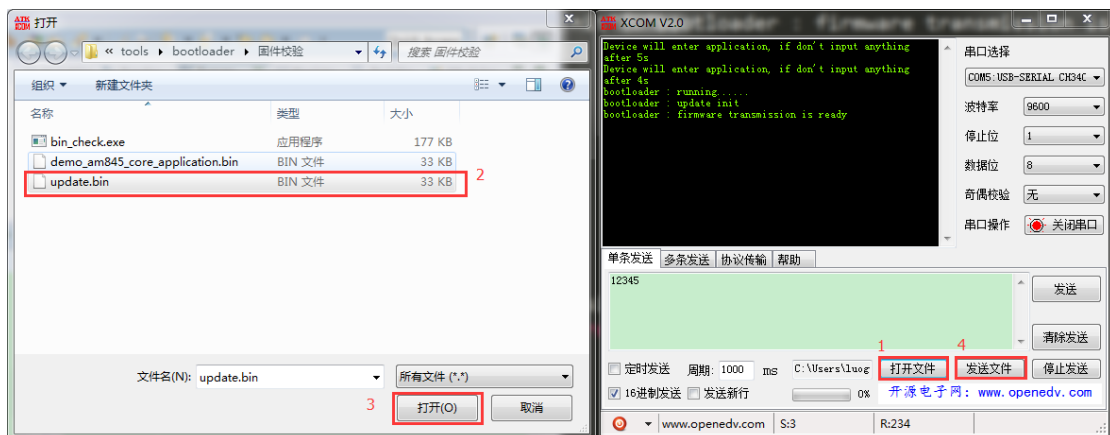 打开
« tools ▸ bootloader ▸ 固件校验
搜索 固件校验
组织 ▼ 新建文件夹
名称 类型 大小
bin_check.exe 应用程序 177 KB
demo_am845_core_application.bin BIN 文件 33 KB
update.bin BIN 文件 33 KB
2
文件名(N): update.bin
所有文件 (*.*)
3
打开(O) 取消
ATK XCOM
XCOM V2.0
Device will enter application, if don't input anything
after 5s
Device will enter application, if don't input anything
after 4s
bootloader : running......
bootloader : update init
bootloader : firmware transmission is ready
串口选择
COM5:USB-SERIAL CH34C
波特率 9600
停止位 1
数据位 8
奇偶校验 无
串口操作 关闭串口
单条发送 多条发送 协议传输 帮助
12345
发送
清除发送
1 4
定时发送 周期: 1000 ms C:\Users\luog 打开文件 发送文件 停止发送
16进制发送 发送新行 0% 开源电子网: www.openedv.com
www.openedv.com S:3 R:234